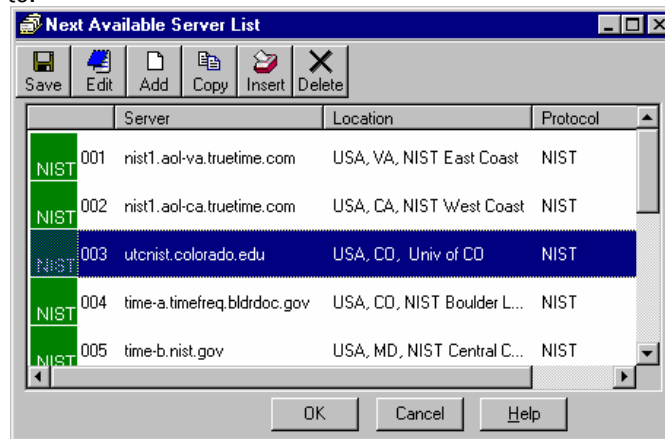 to.
Next Available Server List
Save Edit Add Copy Insert Delete
Server Location Protocol
NIST 001 nist1.aol-va.truetime.com USA, VA, NIST East Coast NIST
NIST 002 nist1.aol-ca.truetime.com USA, CA, NIST West Coast NIST
NIST 003 utcnist.colorado.edu USA, CO, Univ of CO NIST
NIST 004 time-a.timefreq.bldrdoc.gov USA, CO, NIST Boulder L... NIST
NIST 005 time-b.nist.gov USA, MD, NIST Central C... NIST
OK Cancel Help